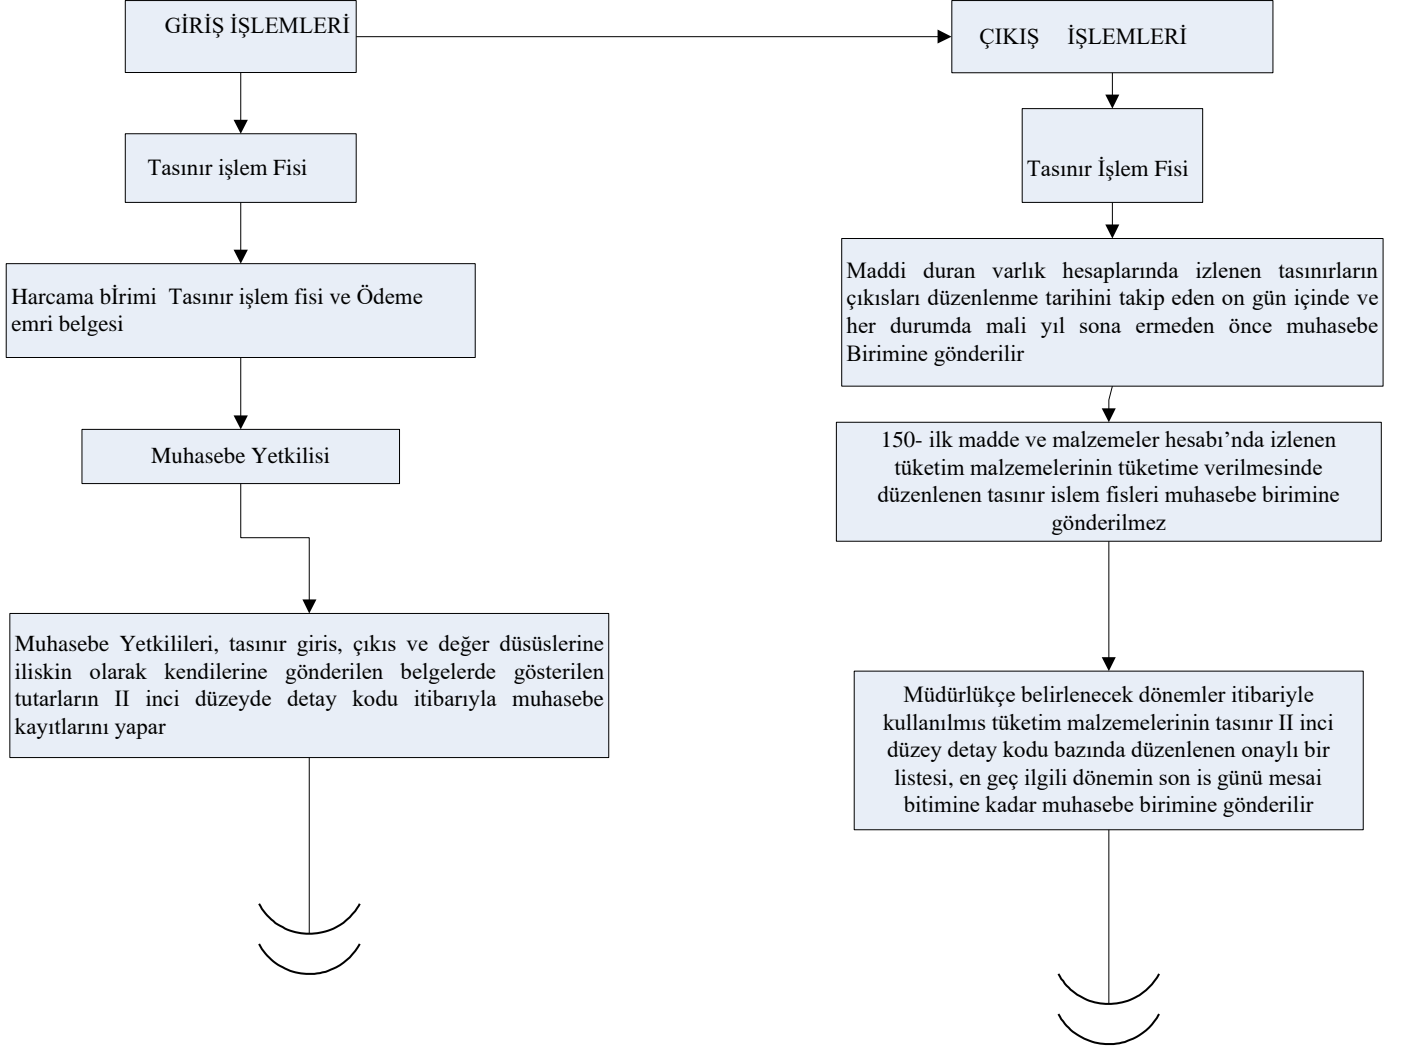 GİRİŞ İŞLEMLERİ
Tasınır işlem Fisi
Harcama bİrimi Tasınır işlem fisi ve Ödeme
emri belgesi
Muhasebe Yetkilisi
Muhasebe Yetkilileri, tasınır giris, çıkıs ve değer düsüslerine
iliskin olarak kendilerine gönderilen belgelerde gösterilen
tutarların II inci düzeyde detay kodu itibarıyla muhasebe
kayıtlarını yapar
ÇIKIŞ İŞLEMLERİ
Tasınır İşlem Fisi
Maddi duran varlık hesaplarında izlenen tasınırların
çıkısları düzenlenme tarihini takip eden on gün içinde ve
her durumda mali yıl sona ermeden önce muhasebe
Birimine gönderilir
150- ilk madde ve malzemeler hesabı’nda izlenen
tüketim malzemelerinin tüketime verilmesinde
düzenlenen tasınır islem fisleri muhasebe birimine
gönderilmez
Müdürlükçe belirlenecek dönemler itibariyle
kullanılmıs tüketim malzemelerinin tasınır II inci
düzey detay kodu bazında düzenlenen onaylı bir
listesi, en geç ilgili dönemin son is günü mesai
bitimine kadar muhasebe birimine gönderilir